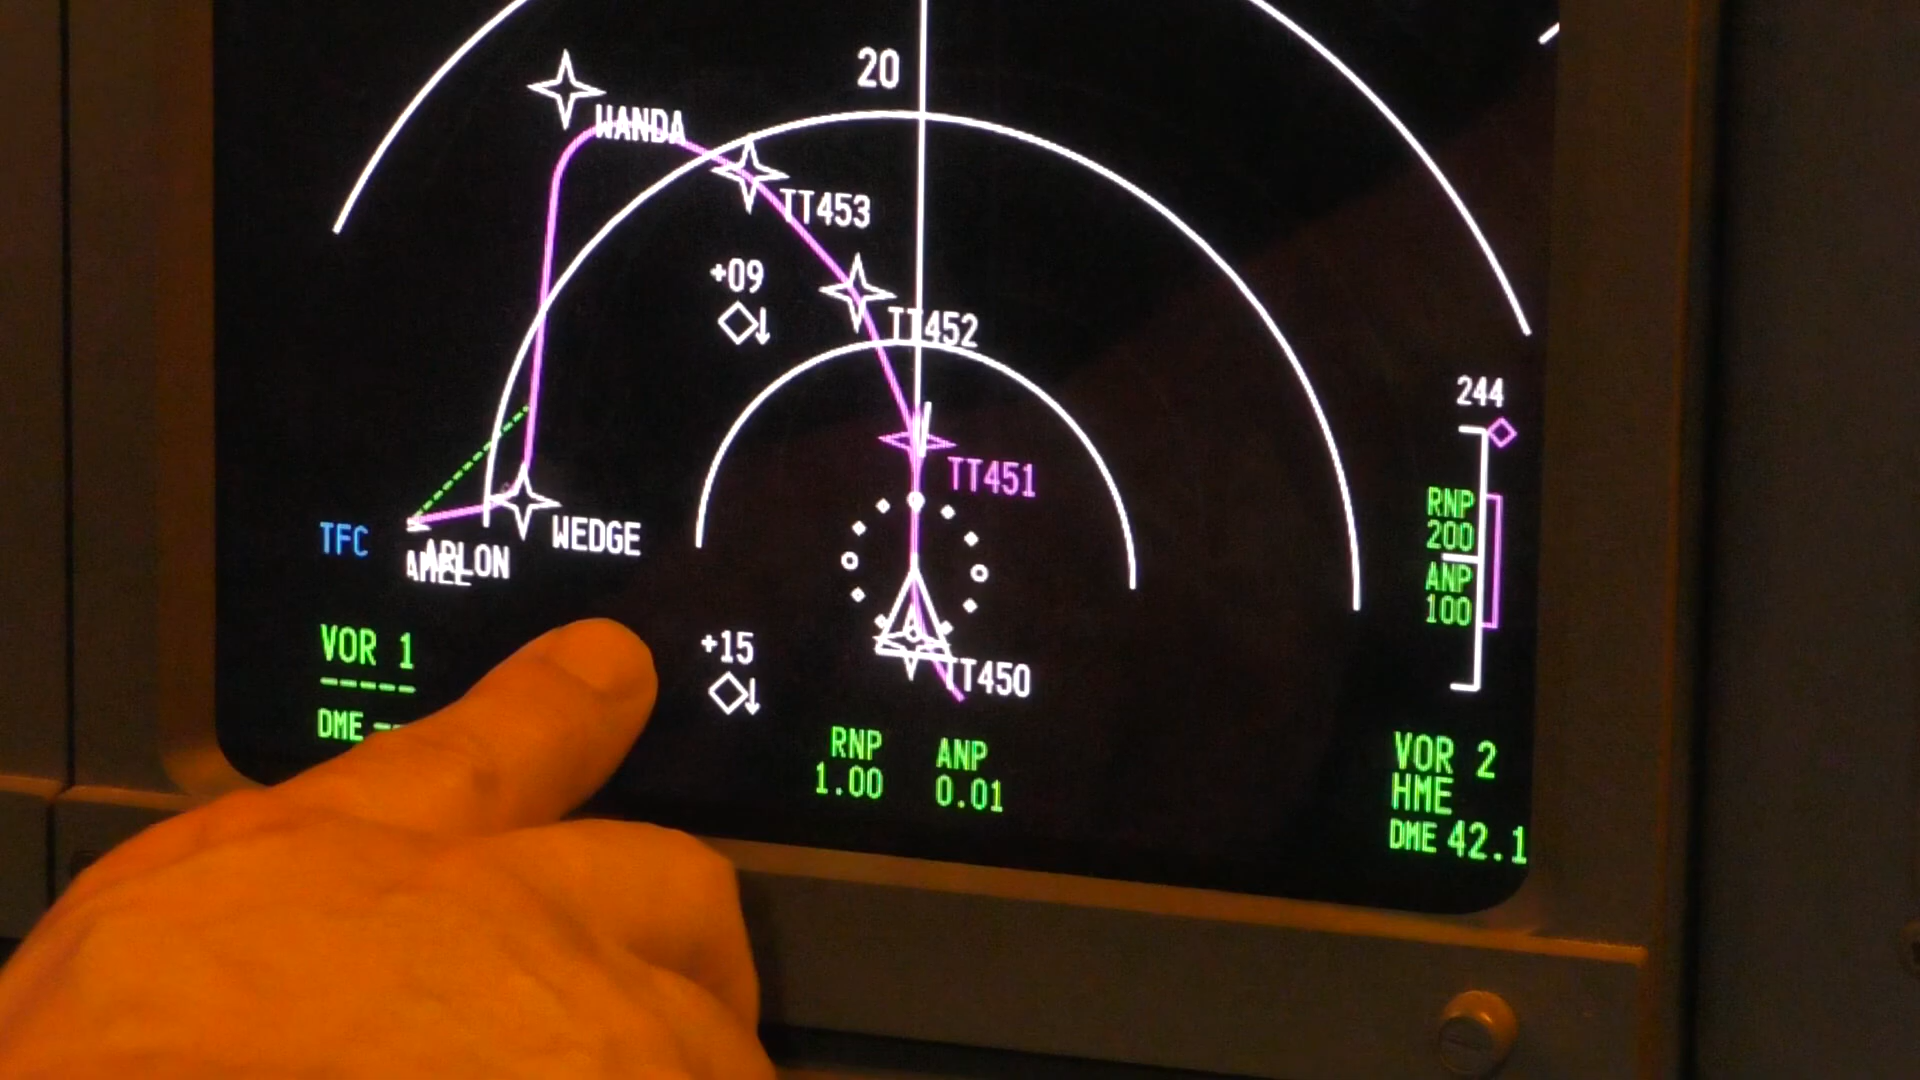 20
WANDA
TT453
+09
TT452
244
TT451
RNP
200
ANP
100
TFC
WEDGE
ARLON
VOR 1
-----
DME --
+15
TT450
RNP
1.00
ANP
0.01
VOR 2
HME
DME 42.1